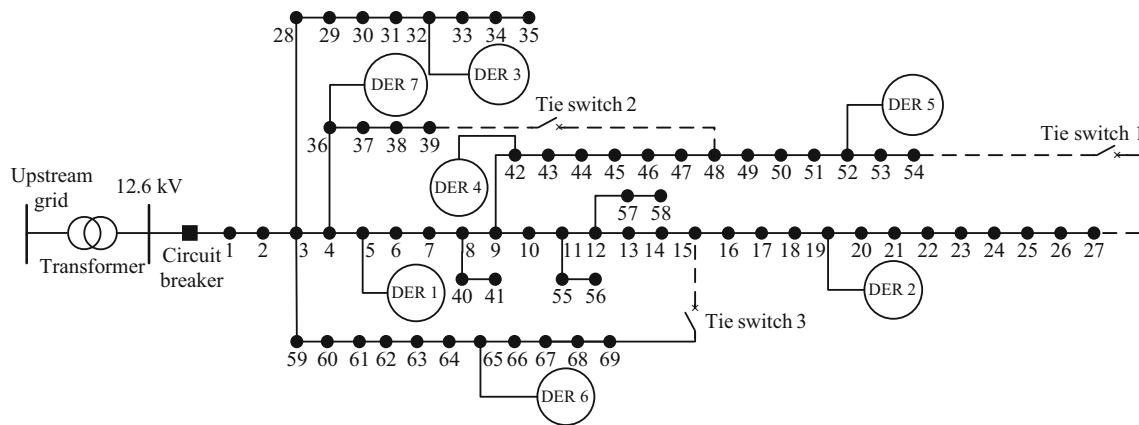 28 29 30 31 32 33 34 35
DER 3
DER 7
Tie switch 2
DER 5
Tie switch 1
36 37 38 39
DER 4
42 43 44 45 46 47 48 49 50 51 52 53 54
Upstream
grid
12.6 kV
57 58
Transformer
Circuit
breaker
1 2 3 4 5 6 7 8 9 10 11 12 13 14 15 16 17 18 19 20 21 22 23 24 25 26 27
40 41
55 56
DER 1
DER 2
Tie switch 3
59 60 61 62 63 64 65 66 67 68 69
DER 6